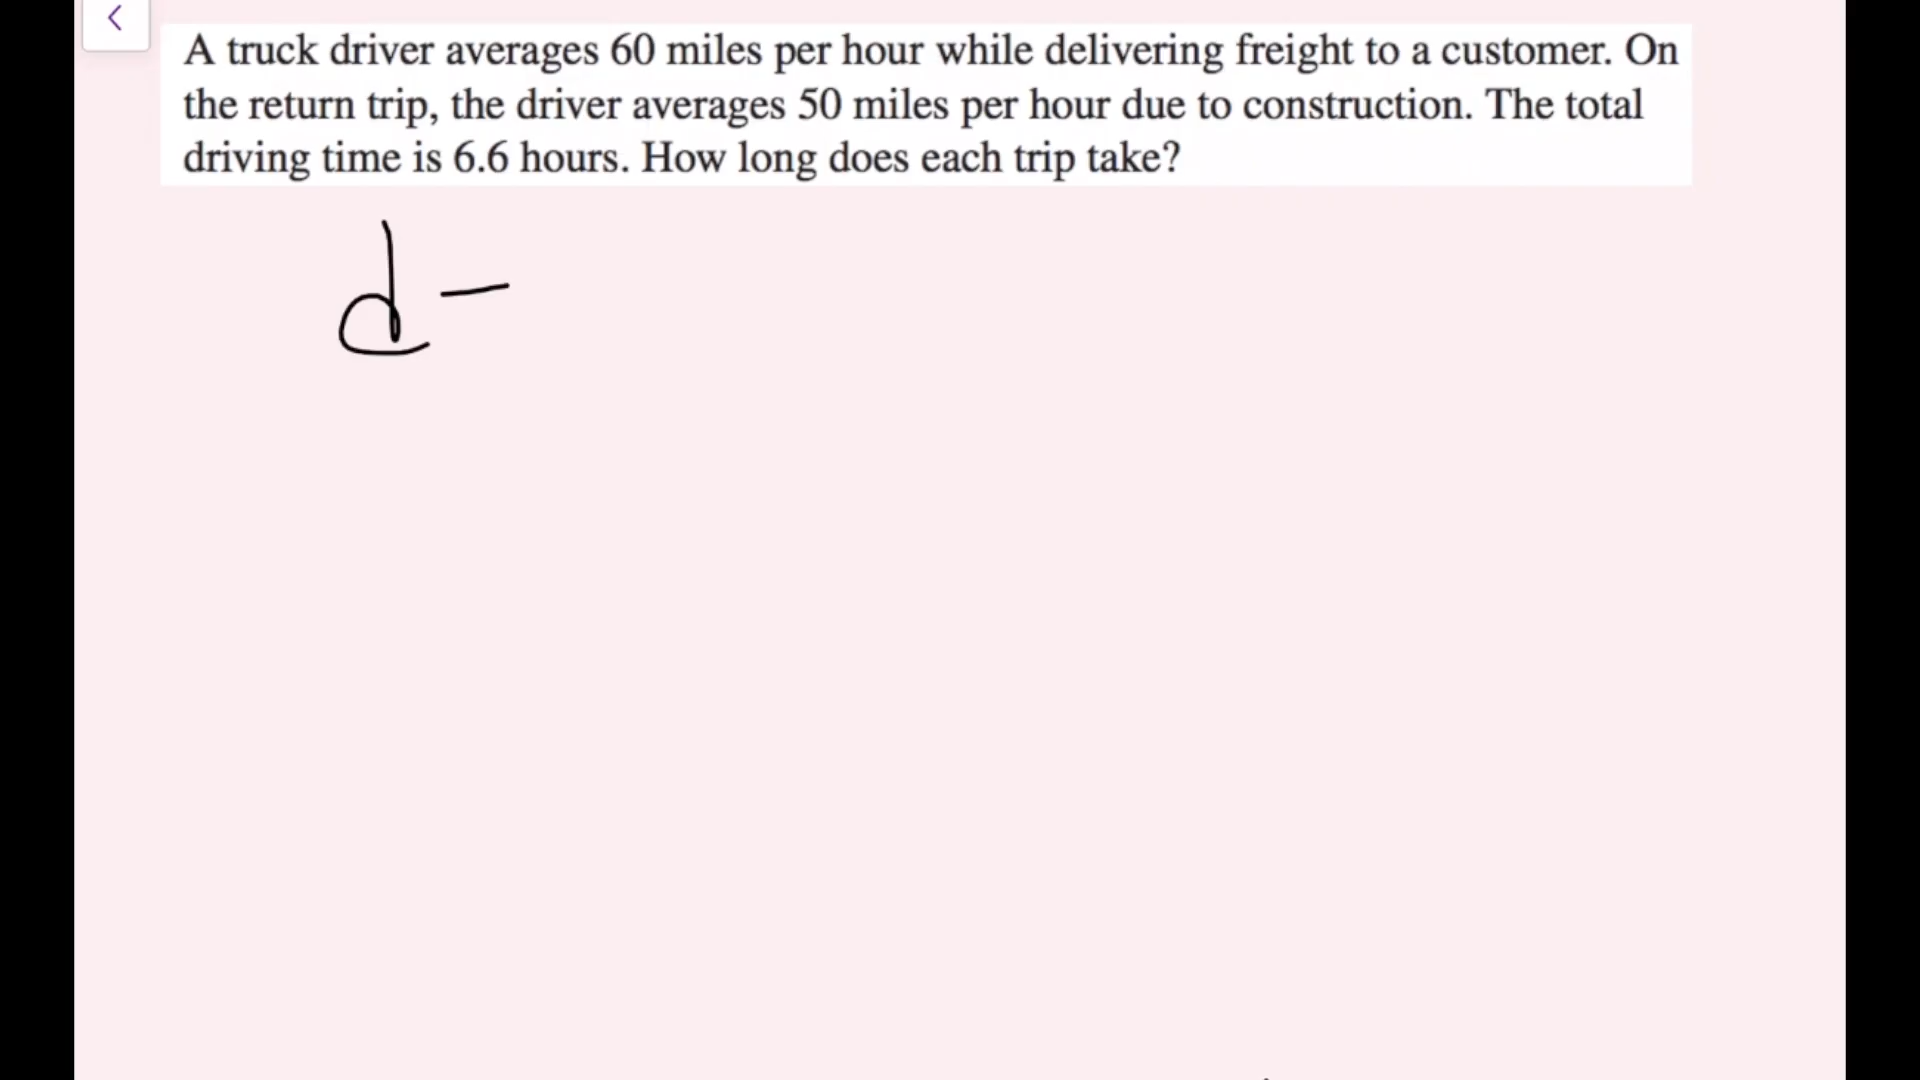 A truck driver averages 60 miles per hour while delivering freight to a customer. On
the return trip, the driver averages 50 miles per hour due to construction. The total
driving time is 6.6 hours. How long does each trip take?
d -